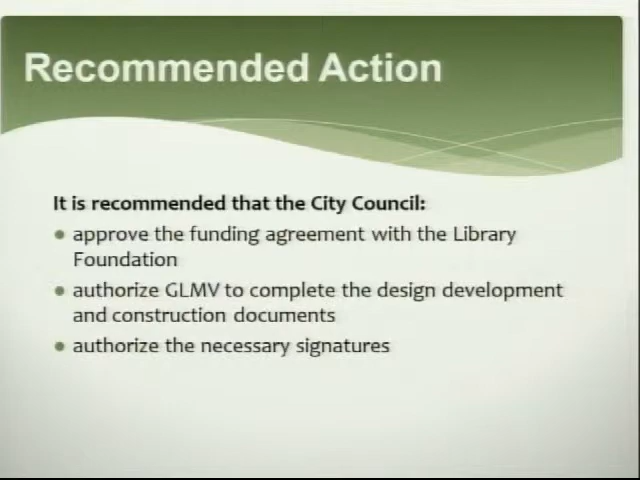 Recommended Action
It is recommended that the City Council:
approve the funding agreement with the Library
Foundation
authorize GLMV to complete the design development
and construction documents
authorize the necessary signatures